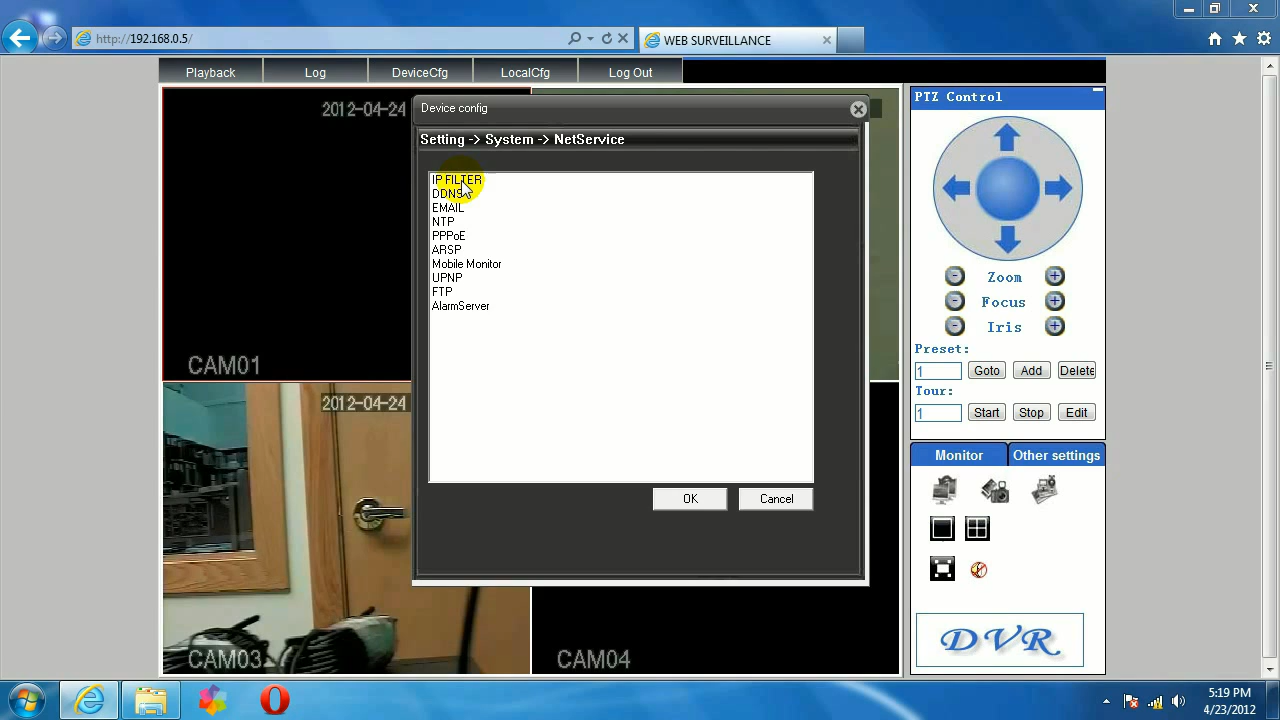 http://192.168.0.5/
WEB SURVEILLANCE
Playback
Log
DeviceCfg
LocalCfg
Log Out
2012-04-24
CAM01
2012-04-24
CAM03
CAM04
Device config
Setting -> System -> NetService
IP FILTER
DDNS
EMAIL
NTP
PPPoE
ARSP
Mobile Monitor
UPNP
FTP
AlarmServer
OK
Cancel
PTZ Control
- Zoom +
- Focus +
- Iris +
Preset:
1 Goto Add Delete
Tour:
1 Start Stop Edit
Monitor
Other settings
DVR
5:19 PM
4/23/2012